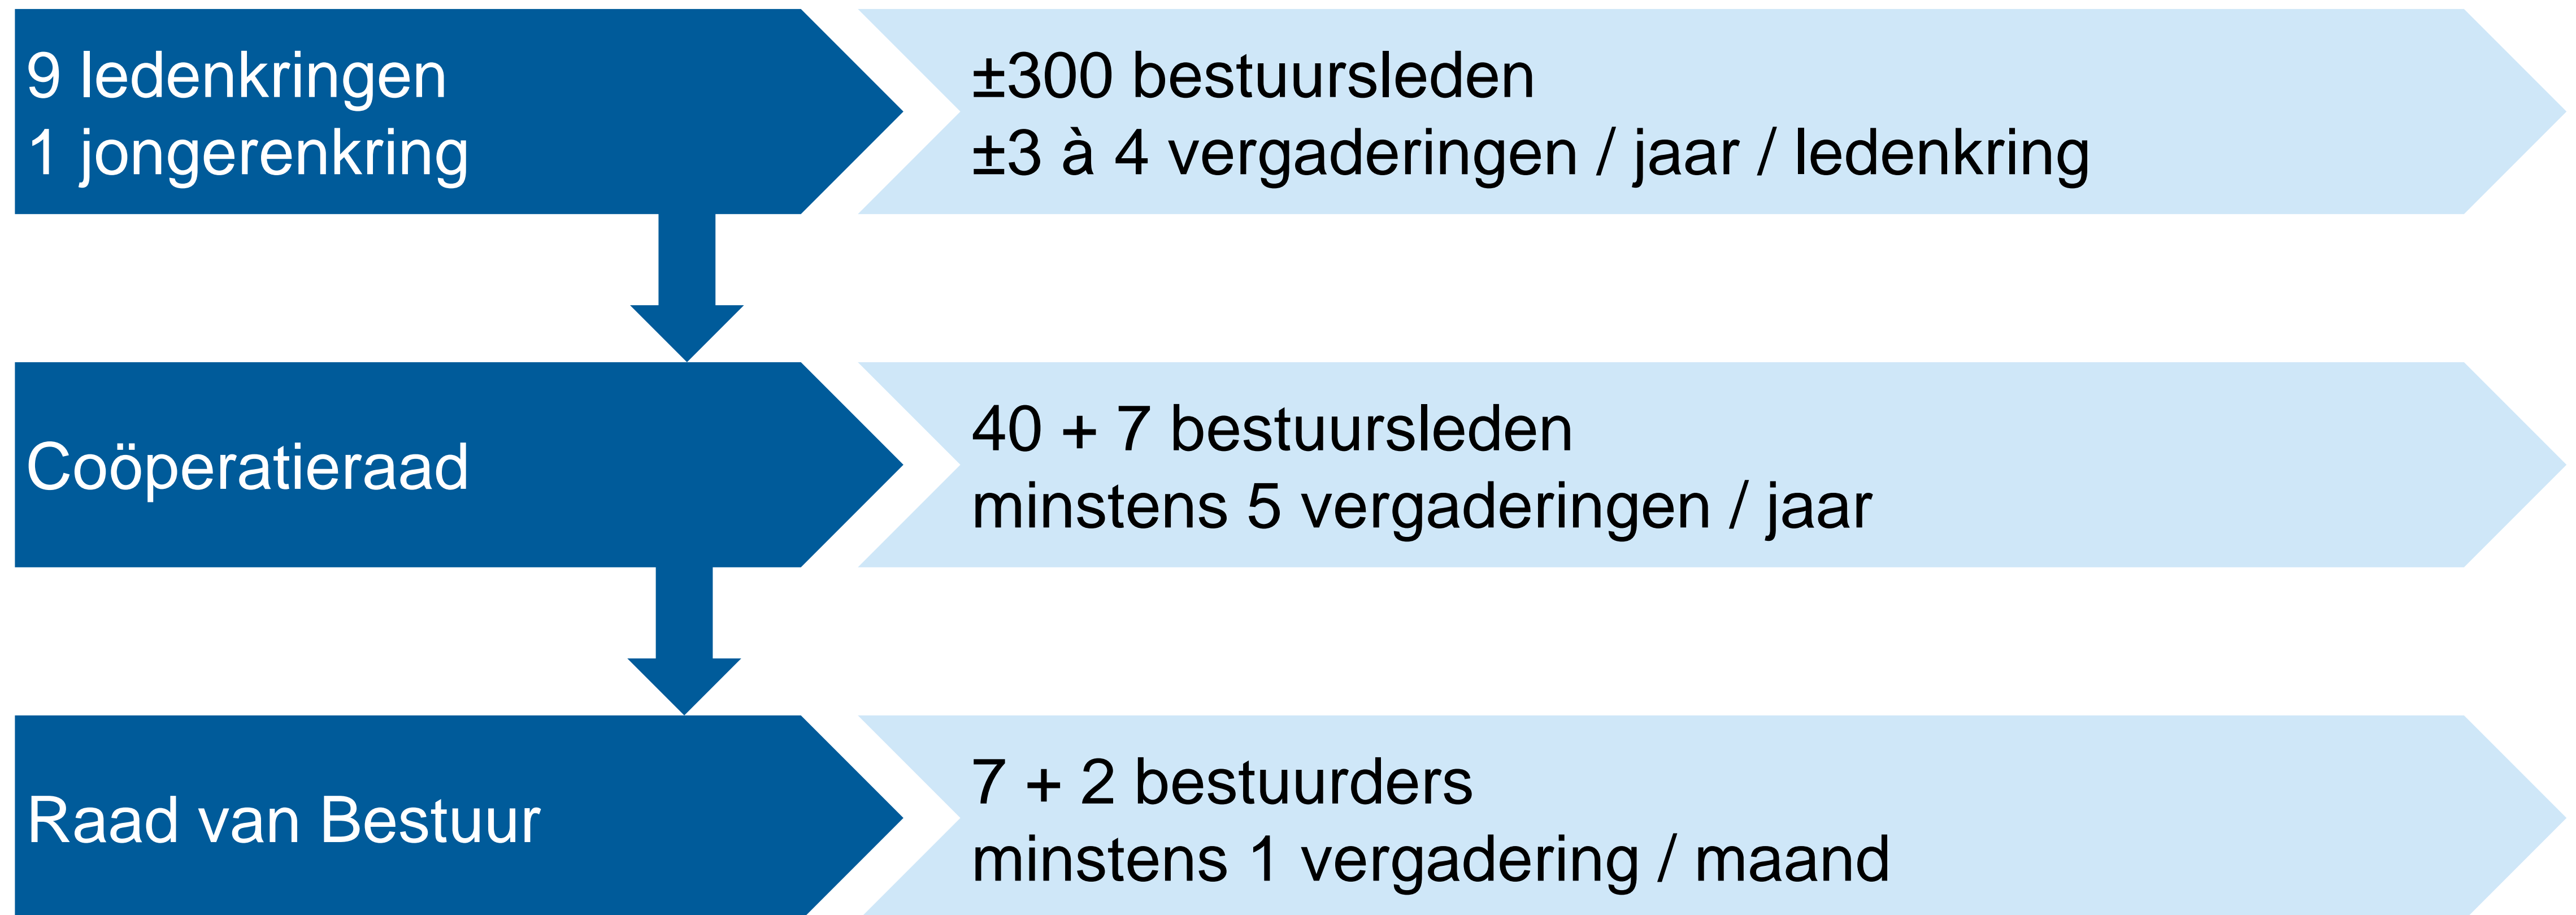 9 ledenkringen
1 jongerenkring
±300 bestuursleden
±3 à 4 vergaderingen / jaar / ledenkring
Coöperatieraad
40 + 7 bestuursleden
minstens 5 vergaderingen / jaar
Raad van Bestuur
7 + 2 bestuurders
minstens 1 vergadering / maand